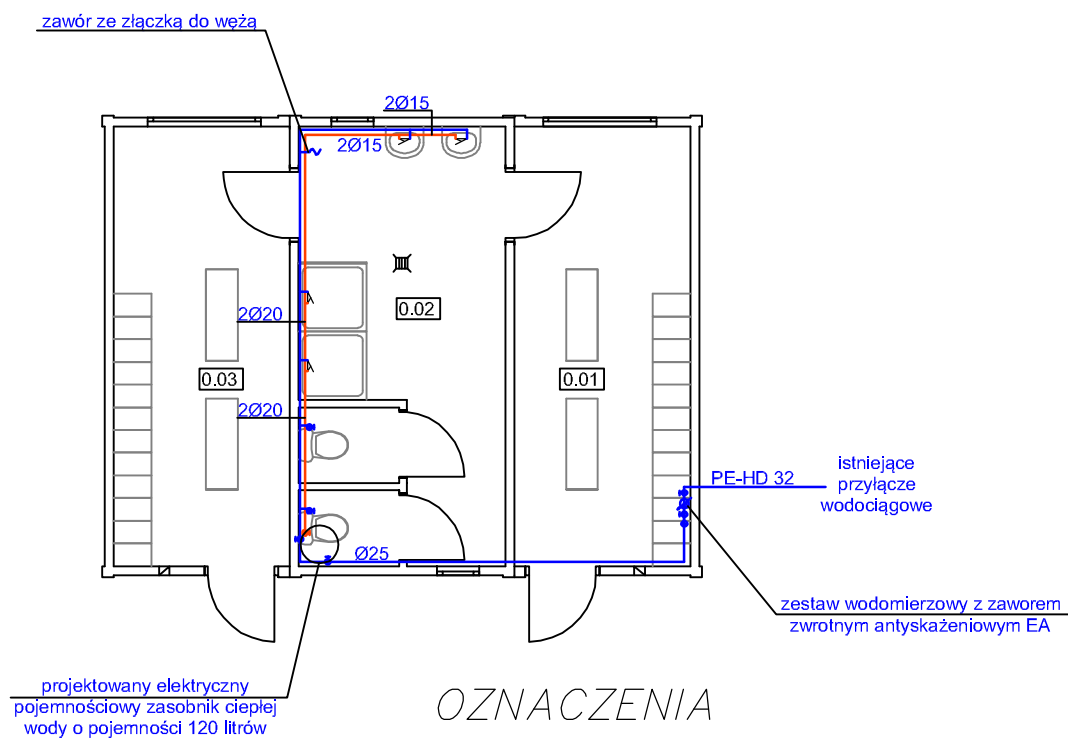 zawór ze złączką do węża
2Ø15
2Ø15
0.02
2Ø20
0.03
0.01
2Ø20
PE-HD 32
istniejące
przyłącze
wodociągowe
Ø25
zestaw wodomierzowy z zaworem
zwrotnym antyskażeniowym EA
projektowany elektryczny
pojemnościowy zasobnik ciepłej
wody o pojemności 120 litrów
OZNACZENIA